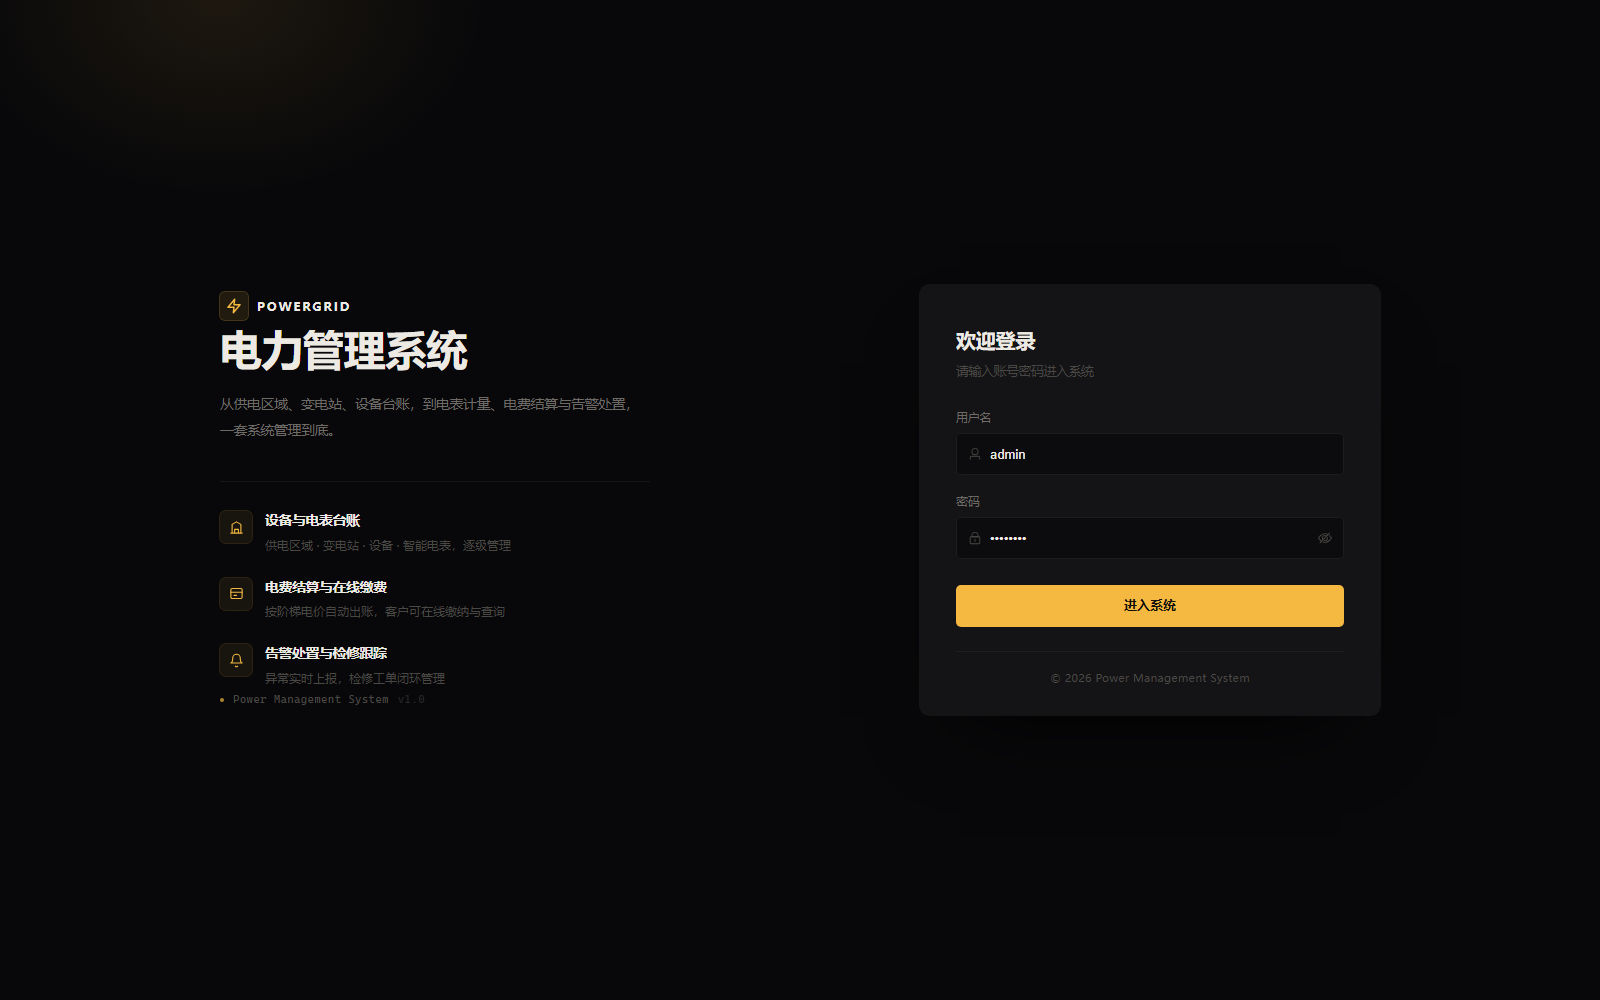 POWERGRID
电力管理系统
从供电区域、变电站、设备台账，到电表计量、电费结算与告警处置，
一套系统管理到底。
设备与电表台账
供电区域 · 变电站 · 设备 · 智能电表，逐级管理
电费结算与在线缴费
按阶梯电价自动出账，客户可在线缴纳与查询
告警处置与检修跟踪
异常实时上报，检修工单闭环管理
Power Management System v1.0
欢迎登录
请输入账号密码进入系统
用户名
admin
密码
••••••••
进入系统
© 2026 Power Management System